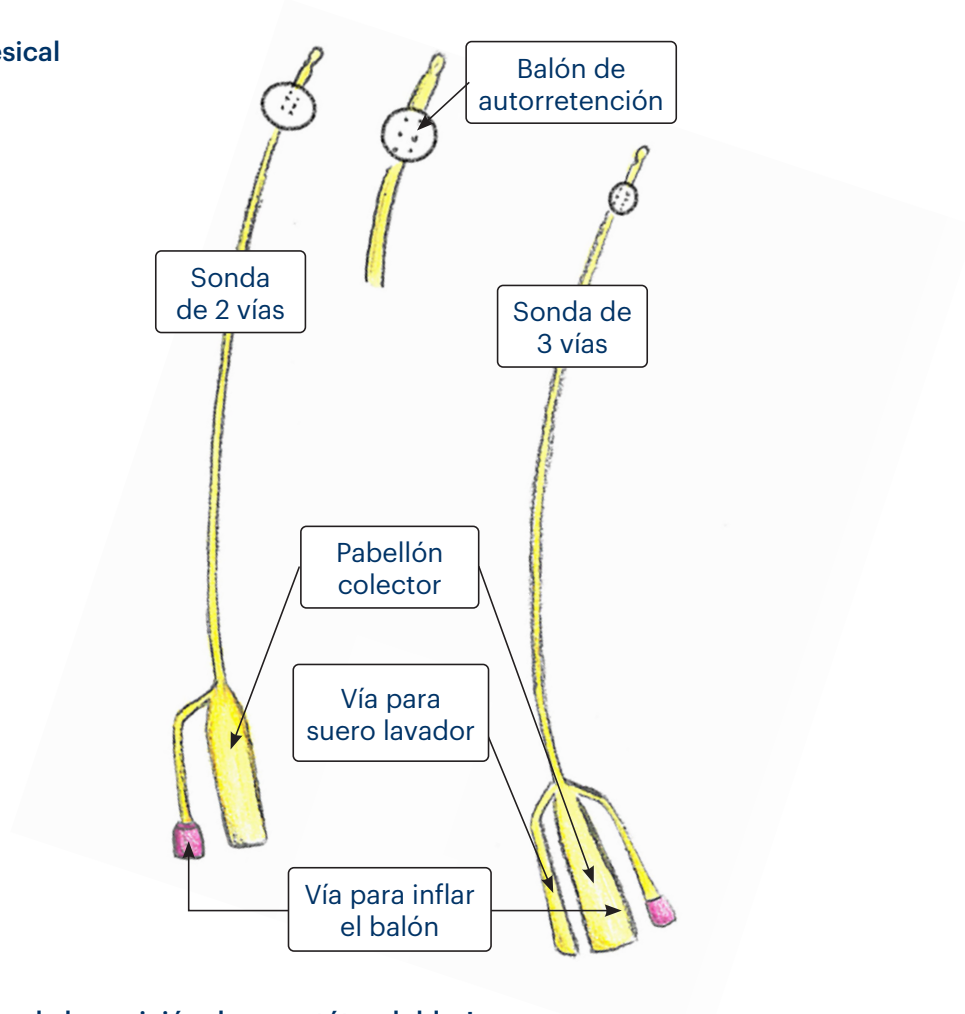 esical
Balón de
autorretención
Sonda
de 2 vías
Sonda de
3 vías
Pabellón
colector
Vía para
suero lavador
Vía para inflar
el balón